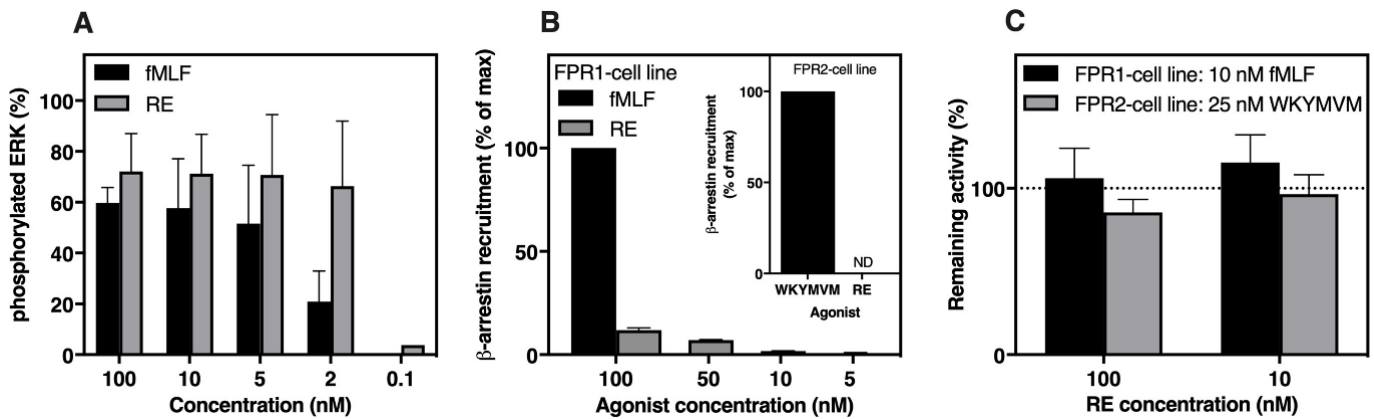 A
phosphorylated ERK (%)
100
80
60
40
20
0
fMLF
RE
100 10 5 2 0.1
Concentration (nM)
B
β-arrestin recruitment (% of max)
100
50
0
FPR1-cell line
fMLF
RE
100 50 10 5
Agonist concentration (nM)
FPR2-cell line
β-arrestin recruitment
(% of max)
100
50
0
ND
WKYMVM RE
Agonist
C
Remaining activity (%)
100
0
FPR1-cell line: 10 nM fMLF
FPR2-cell line: 25 nM WKYMVM
100 10
RE concentration (nM)